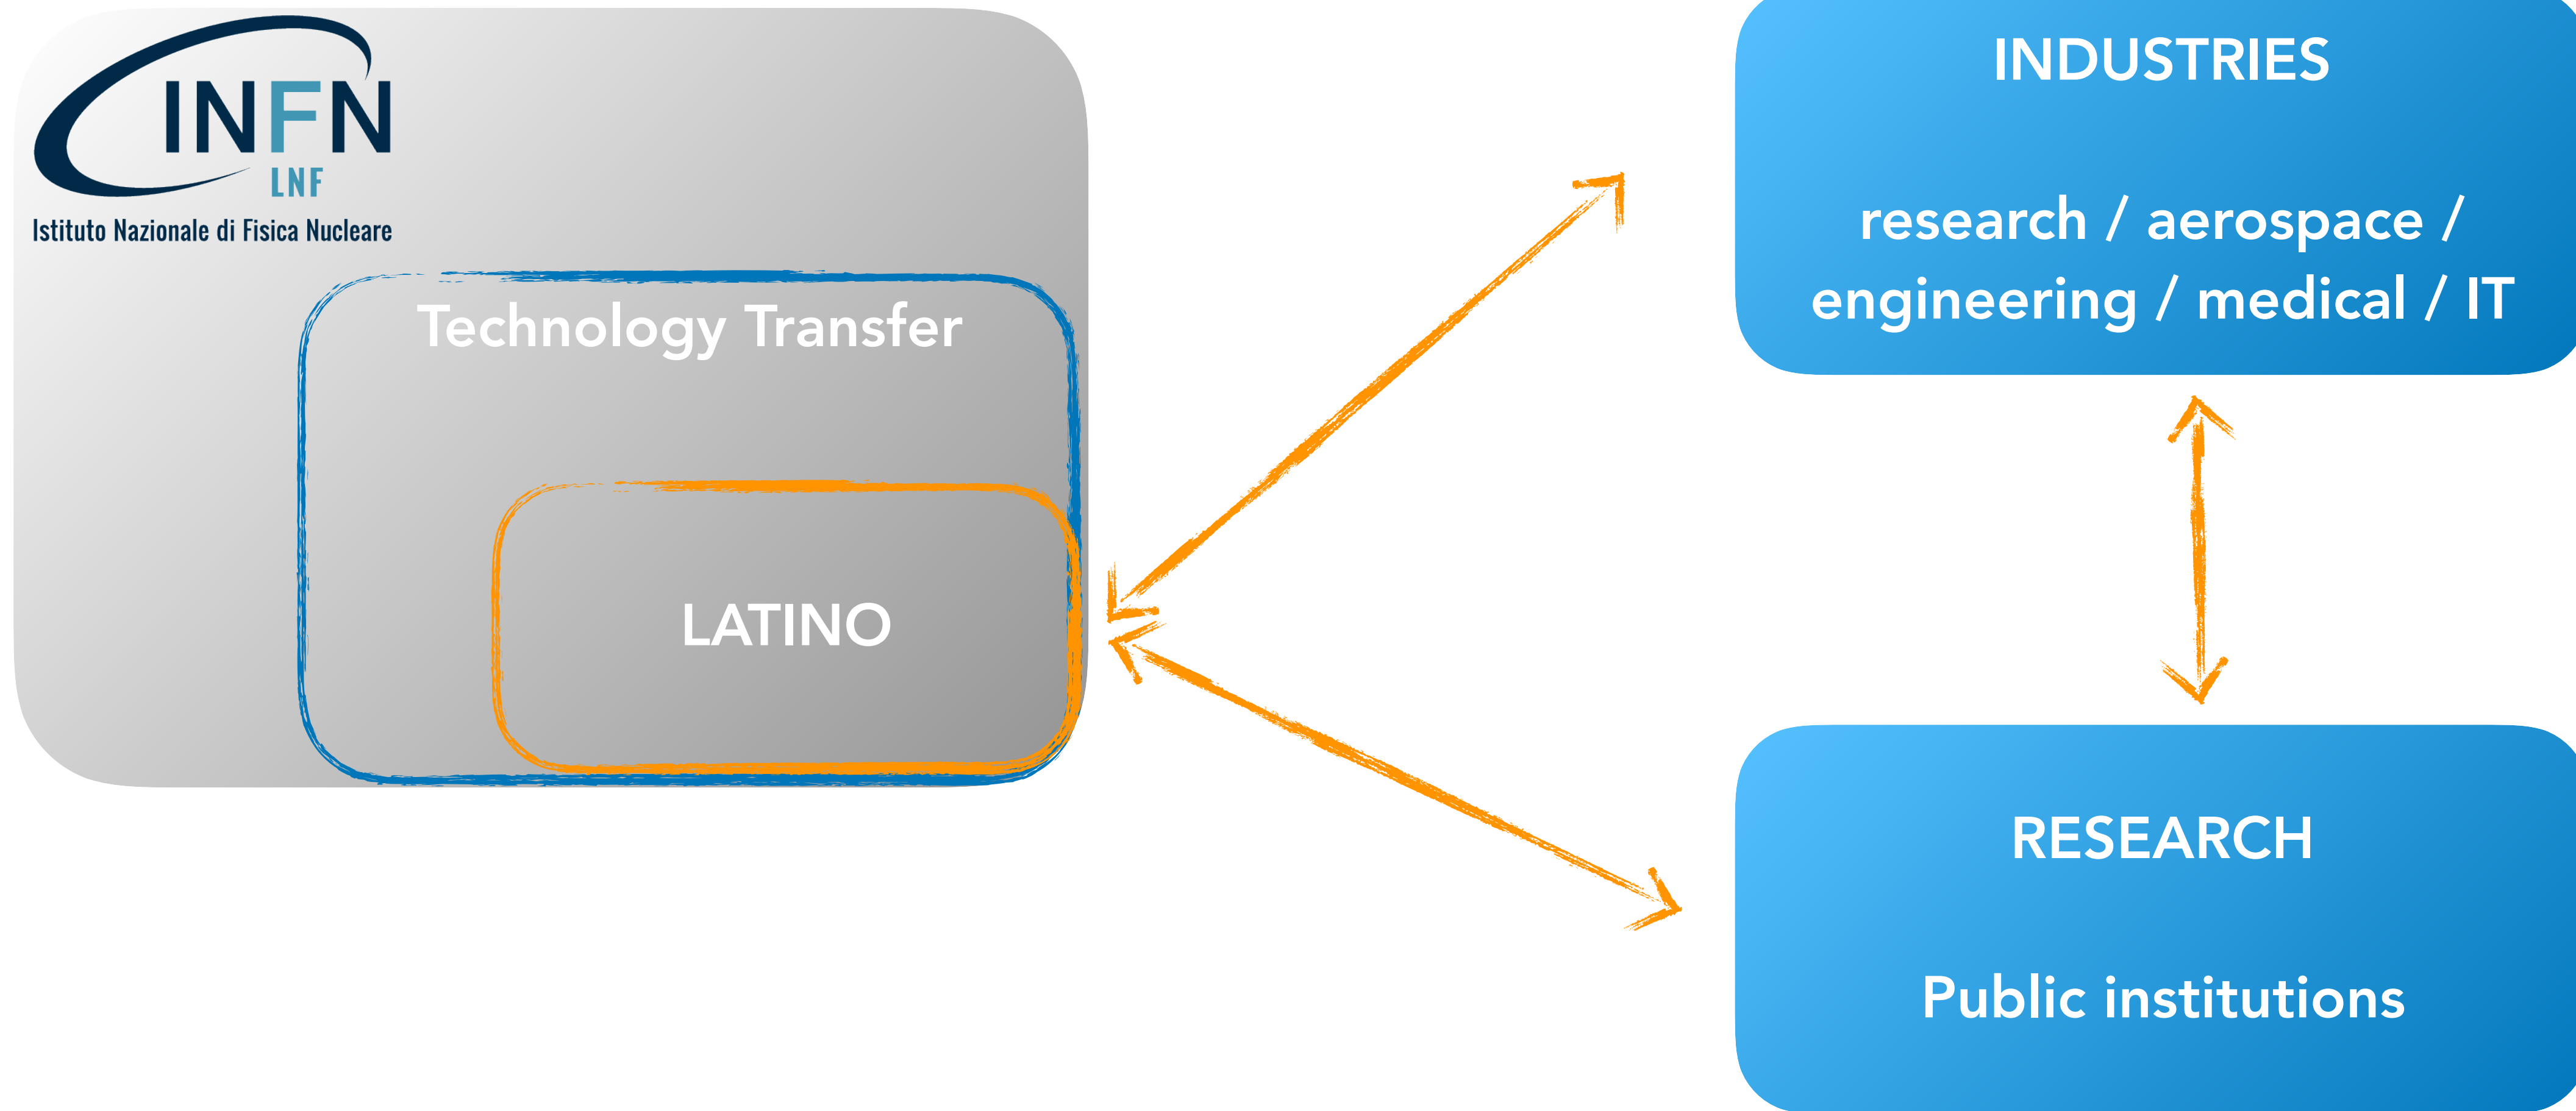 INFN
LNF
Istituto Nazionale di Fisica Nucleare
Technology Transfer
LATINO
INDUSTRIES
research / aerospace /
engineering / medical / IT
RESEARCH
Public institutions